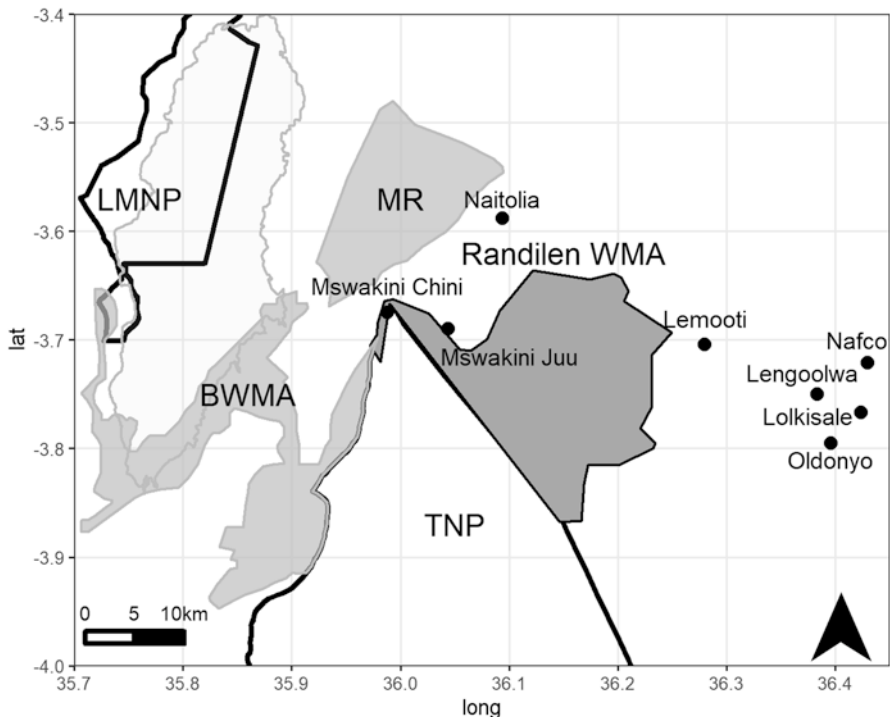 -3.4
-3.5
-3.6
-3.7
-3.8
-3.9
-4.0
lat
LMNP
MR
Naitolia
Randilen WMA
Mswakini Chini
Mswakini Juu
Lemooti
Nafco
Lengoolwa
Lolkisale
Oldonyo
BWMA
TNP
0 5 10km
35.7 35.8 35.9 36.0 36.1 36.2 36.3 36.4
long